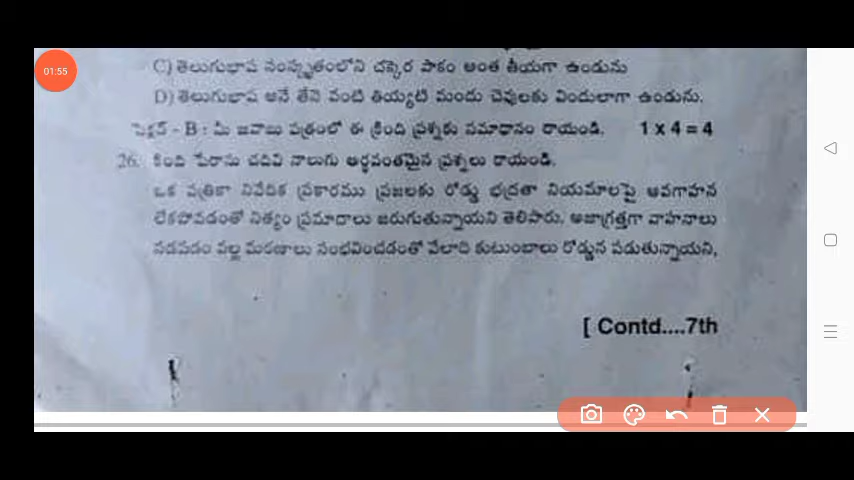 01:55
C) తెలుగుభాష సంస్కృతంలోని చక్కెర పాకం అంత తీయగా ఉండును
D) తెలుగుభాష అనే తేనె వంటి తియ్యటి మందు చెవులకు విందులాగా ఉండును.
సెక్షన్ - B : మీ జవాబు పత్రంలో ఈ క్రింది ప్రశ్నకు సమాధానం రాయండి. 1 x 4 = 4
26. కింది పేరాను చదివి నాలుగు అర్థవంతమైన ప్రశ్నలు రాయండి.
ఒక పత్రికా నివేదిక ప్రకారము ప్రజలకు రోడ్డు భద్రతా నియమాలపై అవగాహన
లేకపోవడంతో నిత్యం ప్రమాదాలు జరుగుతున్నాయని తెలిపారు. అజాగ్రత్తగా వాహనాలు
నడపడం వల్ల మరణాలు సంభవించడంతో వేలాది కుటుంబాలు రోడ్డున పడుతున్నాయని,
[ Contd....7th